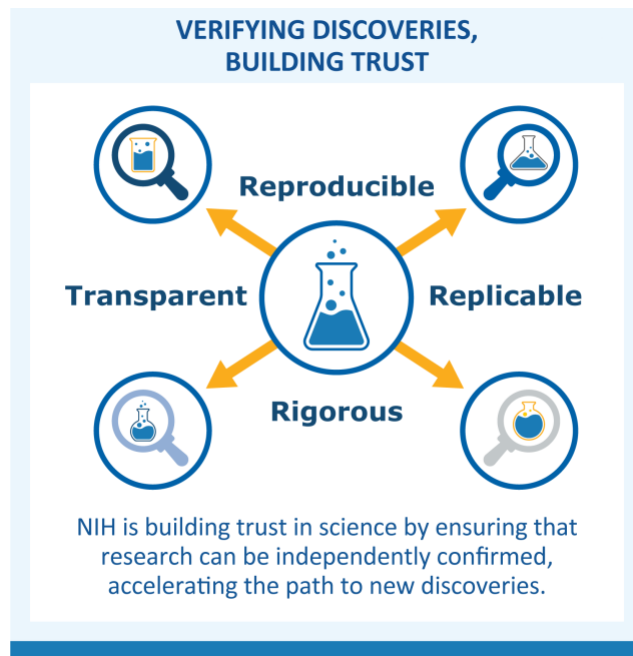 VERIFYING DISCOVERIES,
BUILDING TRUST
Reproducible
Transparent
Replicable
Rigorous
NIH is building trust in science by ensuring that
research can be independently confirmed,
accelerating the path to new discoveries.